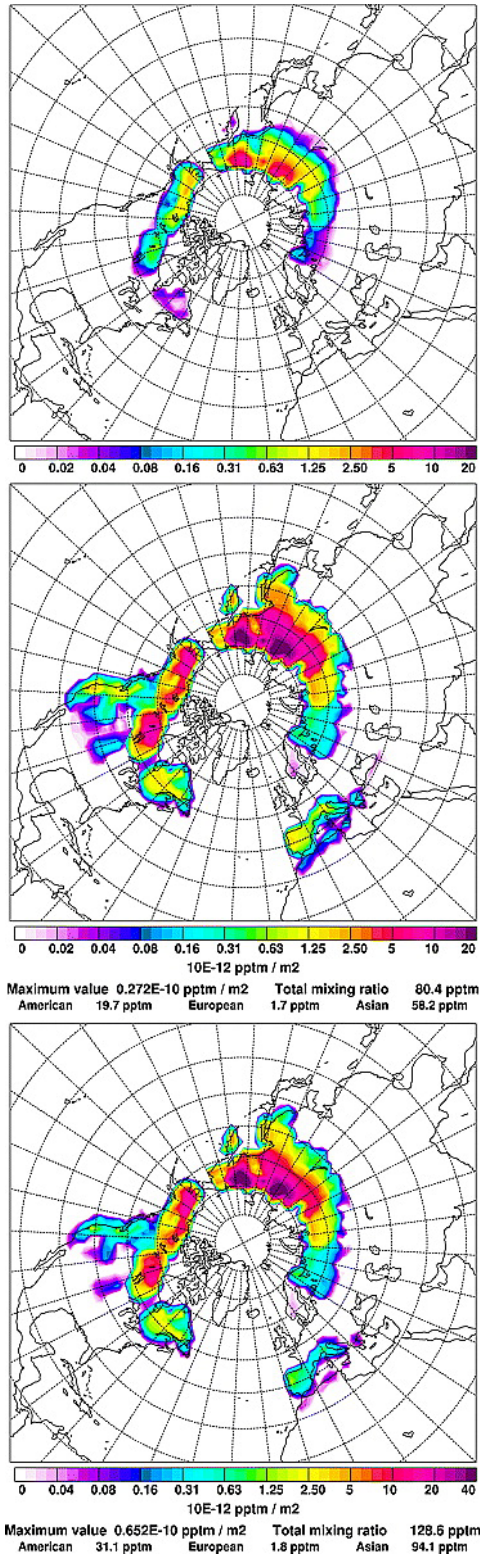 0 0.02 0.04 0.08 0.16 0.31 0.63 1.25 2.50 5 10 20
0 0.02 0.04 0.08 0.16 0.31 0.63 1.25 2.50 5 10 20
10E-12 pptm / m2
Maximum value 0.272E-10 pptm / m2 Total mixing ratio 80.4 pptm
American 19.7 pptm European 1.7 pptm Asian 58.2 pptm
0 0.04 0.08 0.16 0.31 0.63 1.25 2.50 5 10 20 40
10E-12 pptm / m2
Maximum value 0.652E-10 pptm / m2 Total mixing ratio 128.6 pptm
American 31.1 pptm European 1.8 pptm Asian 94.1 pptm